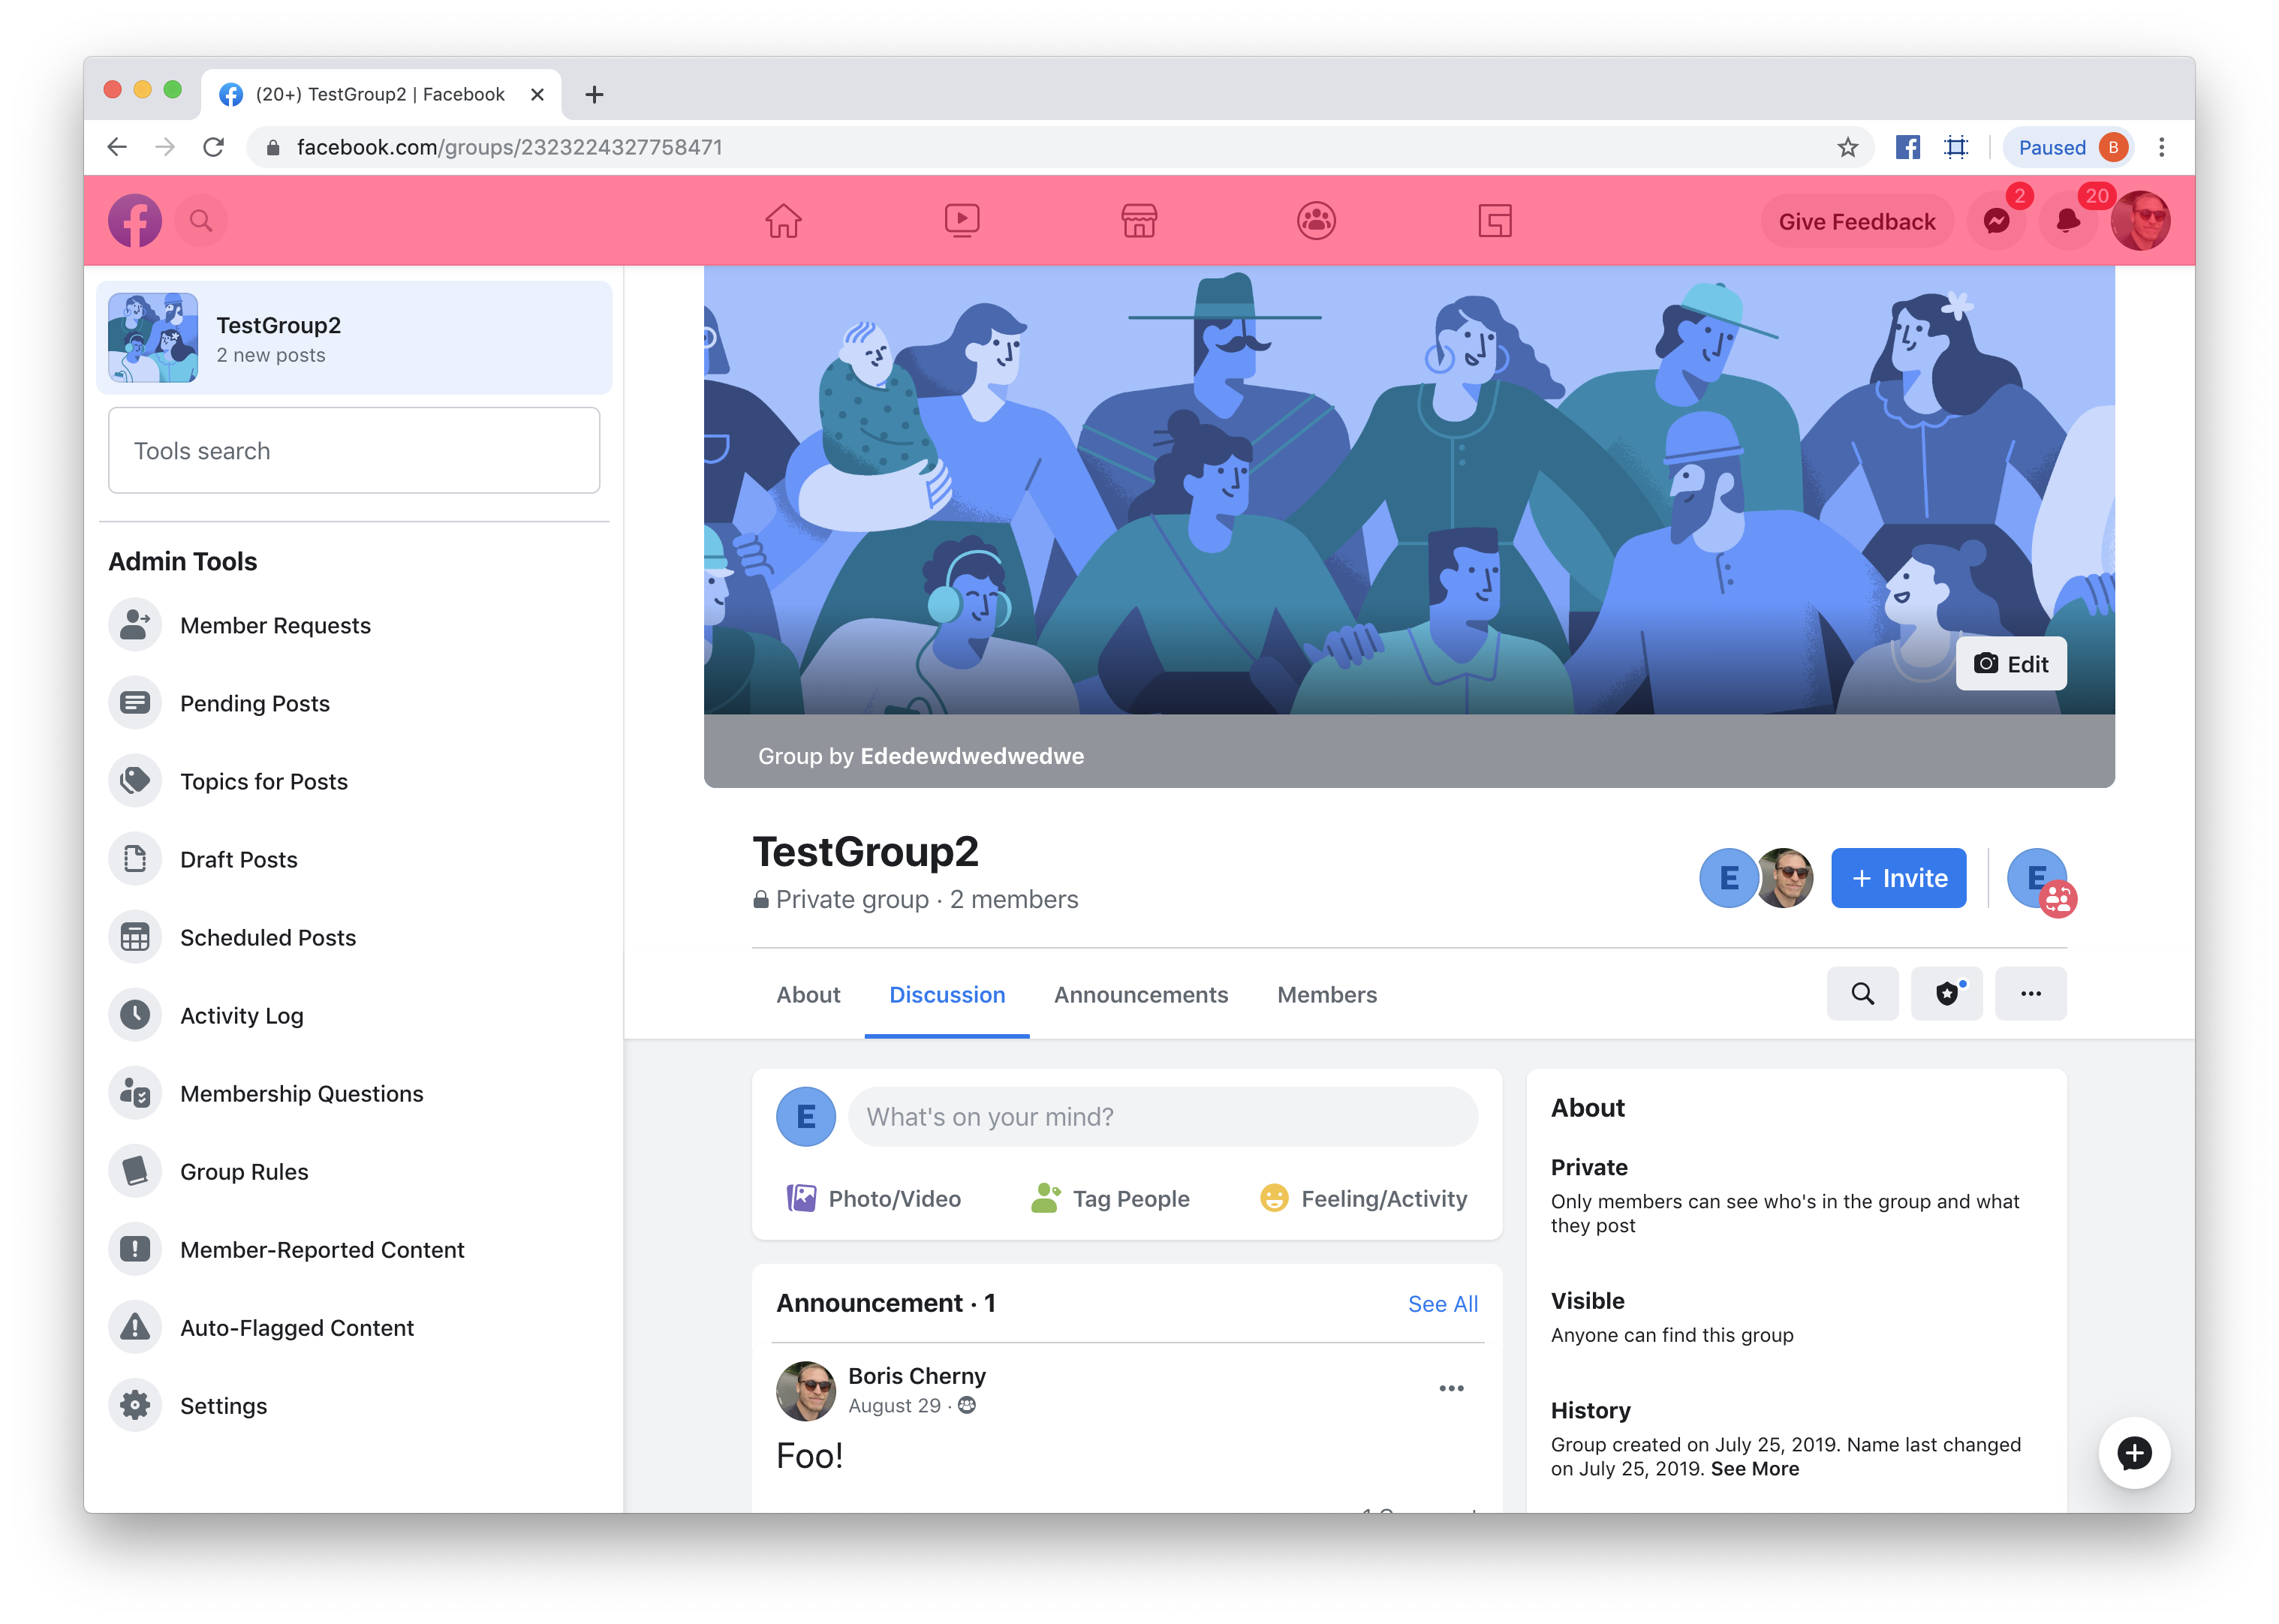 (20+) TestGroup2 | Facebook
facebook.com/groups/2323224327758471
Paused B
Give Feedback
2
20
TestGroup2
2 new posts
Tools search
Admin Tools
Member Requests
Pending Posts
Topics for Posts
Draft Posts
Scheduled Posts
Activity Log
Membership Questions
Group Rules
Member-Reported Content
Auto-Flagged Content
Settings
Edit
Group by Ededewdwedwedwe
TestGroup2
Private group · 2 members
E
+ Invite
E
About
Discussion
Announcements
Members
E
What's on your mind?
Photo/Video
Tag People
Feeling/Activity
Announcement · 1
See All
Boris Cherny
August 29 ·
Foo!
About
Private
Only members can see who's in the group and what
they post
Visible
Anyone can find this group
History
Group created on July 25, 2019. Name last changed
on July 25, 2019. See More